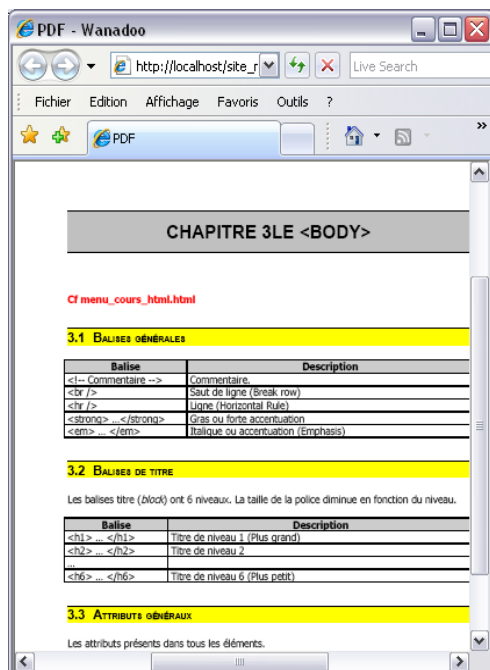 PDF - Wanadoo
http://localhost/site_r
Live Search
Fichier Edition Affichage Favoris Outils ?
PDF
»
CHAPITRE 3LE <BODY>
Cf menu_cours_html.html
3.1 BALISES GÉNÉRALES
Balise Description
<!-- Commentaire --> Commentaire.
<br /> Saut de ligne (Break row)
<hr /> Ligne (Horizontal Rule)
<strong> ...</strong> Gras ou forte accentuation
<em> ... </em> Italique ou accentuation (Emphasis)
3.2 BALISES DE TITRE
Les balises titre (block) ont 6 niveaux. La taille de la police diminue en fonction du niveau.
Balise Description
<h1> ... </h1> Titre de niveau 1 (Plus grand)
<h2> ... </h2> Titre de niveau 2
...
<h6> ... </h6> Titre de niveau 6 (Plus petit)
3.3 ATTRIBUTS GÉNÉRAUX
Les attributs présents dans tous les éléments.